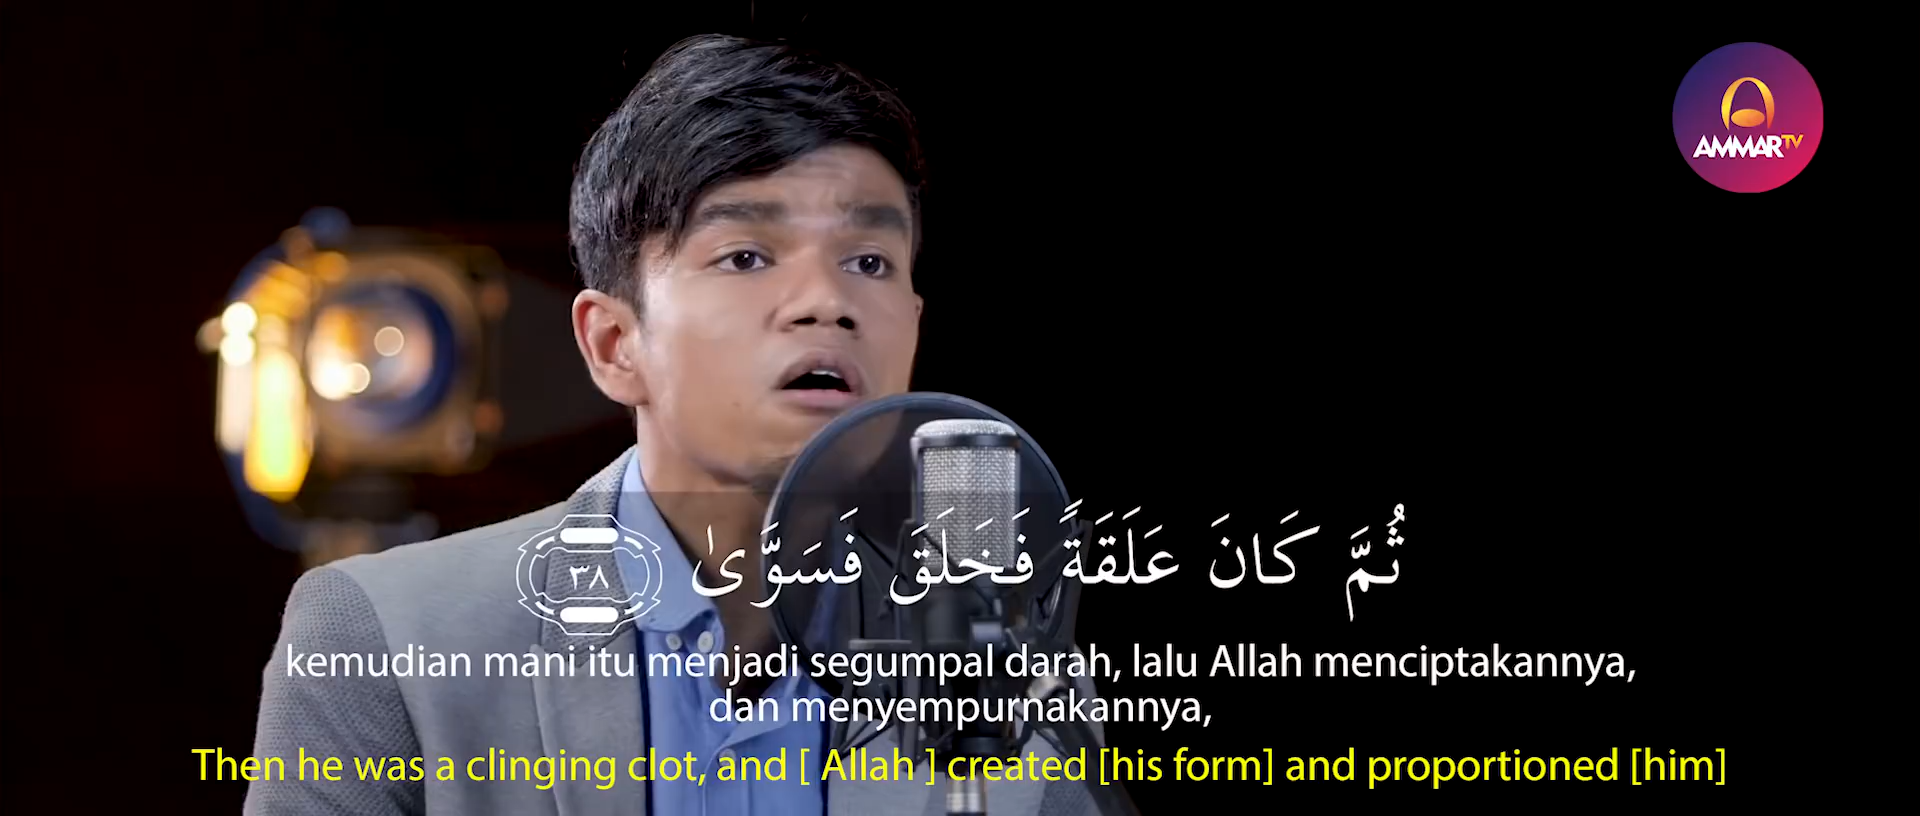 AMMARTV
ثُمَّ كَانَ عَلَقَةً فَخَلَقَ فَسَوَّىٰ ٣٨
kemudian mani itu menjadi segumpal darah, lalu Allah menciptakannya,
dan menyempurnakannya,
Then he was a clinging clot, and [ Allah ] created [his form] and proportioned [him]